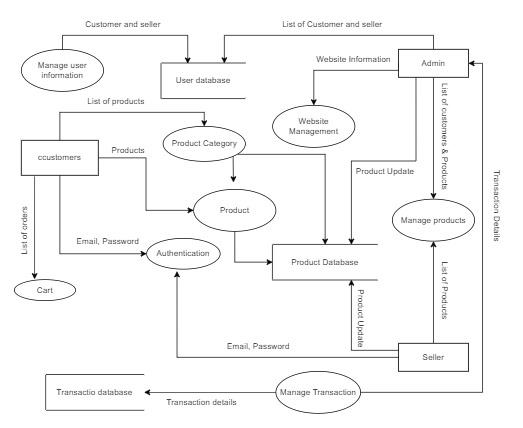 Customer and seller
List of Customer and seller
Manage user
information
User database
Website Information
Admin
List of products
Website
Management
List of customers & Products
ccustomers
Products
Product Category
Product Update
Transaction Details
Product
Manage products
List of orders
Email, Password
Authentication
Product Database
Cart
Product Update
List of Products
Email, Password
Seller
Transactio database
Transaction details
Manage Transaction